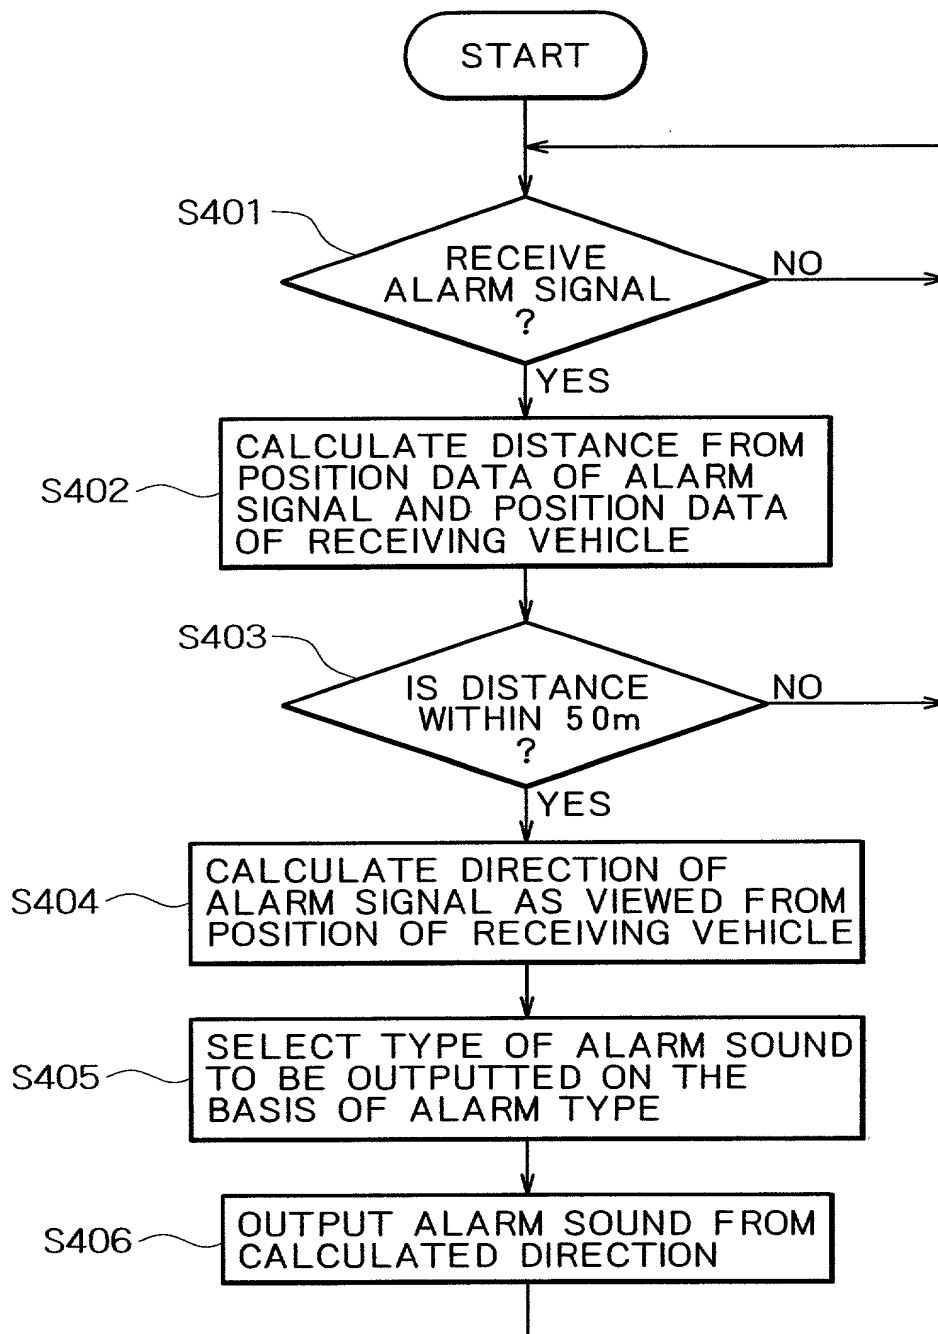 START
S401
RECEIVE
ALARM SIGNAL
?
NO
YES
S402
CALCULATE DISTANCE FROM
POSITION DATA OF ALARM
SIGNAL AND POSITION DATA
OF RECEIVING VEHICLE
S403
IS DISTANCE
WITHIN 50m
?
NO
YES
S404
CALCULATE DIRECTION OF
ALARM SIGNAL AS VIEWED FROM
POSITION OF RECEIVING VEHICLE
S405
SELECT TYPE OF ALARM SOUND
TO BE OUTPUTTED ON THE
BASIS OF ALARM TYPE
S406
OUTPUT ALARM SOUND FROM
CALCULATED DIRECTION